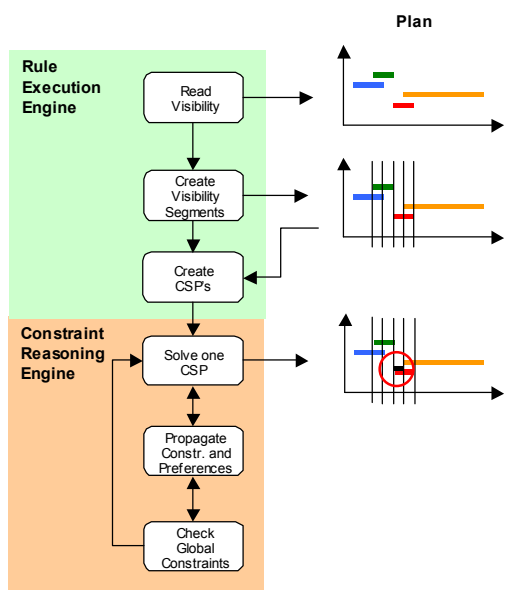 Plan
Rule
Execution
Engine
Read
Visibility
Create
Visibility
Segments
Create
CSP's
Constraint
Reasoning
Engine
Solve one
CSP
Propagate
Constr. and
Preferences
Check
Global
Constraints